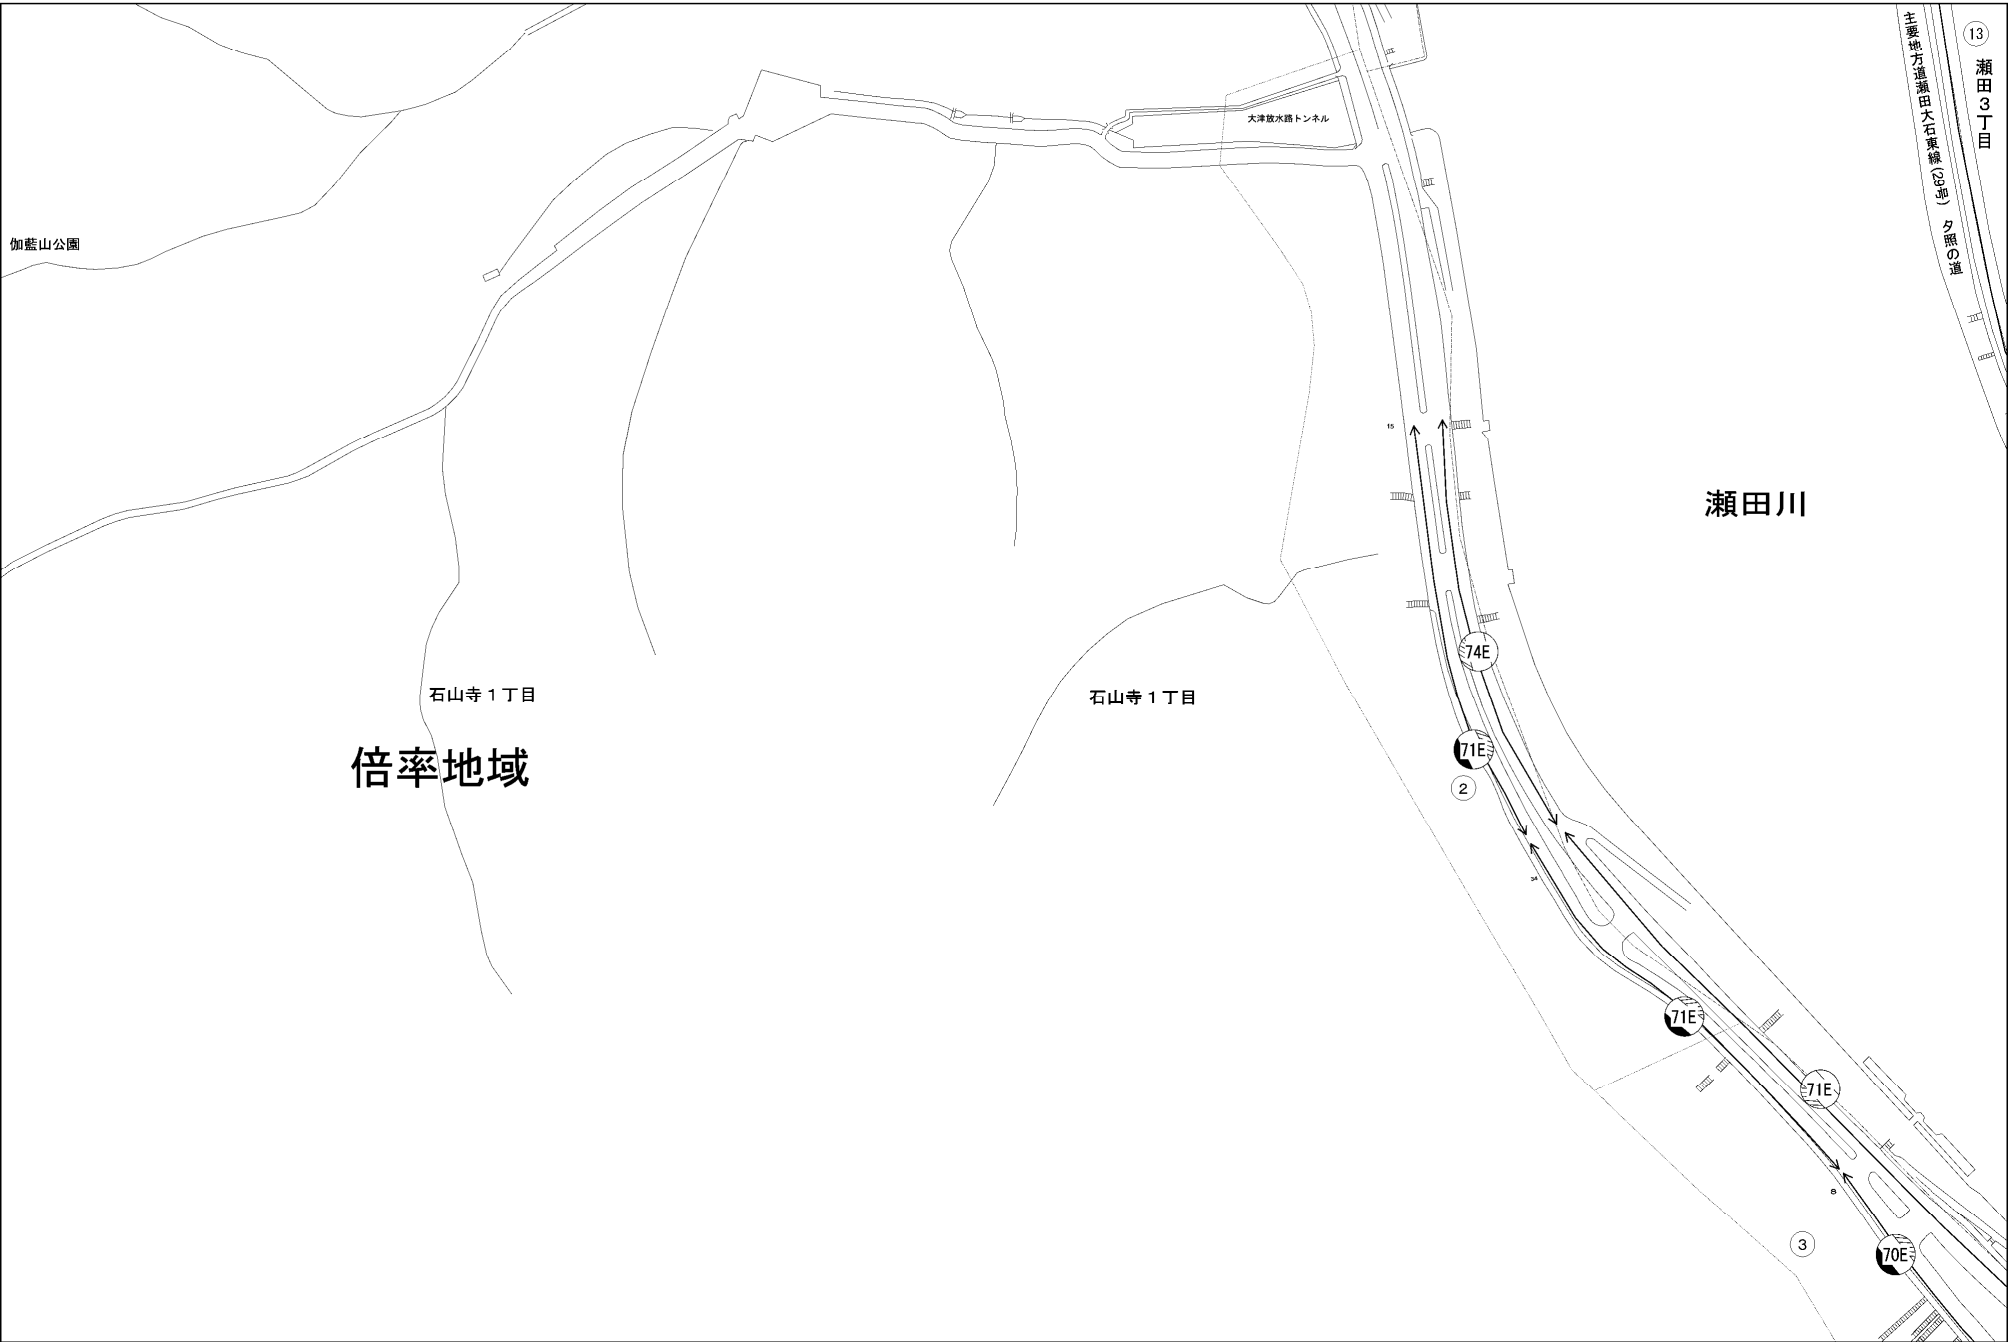 13
瀬田3丁目
主要地方道瀬田大石東線(29号) 夕照の道
大津放水路トンネル
伽藍山公園
15
瀬田川
74E
石山寺1丁目
石山寺1丁目
71E
倍率地域
2
34
71E
71E
8
3
70E